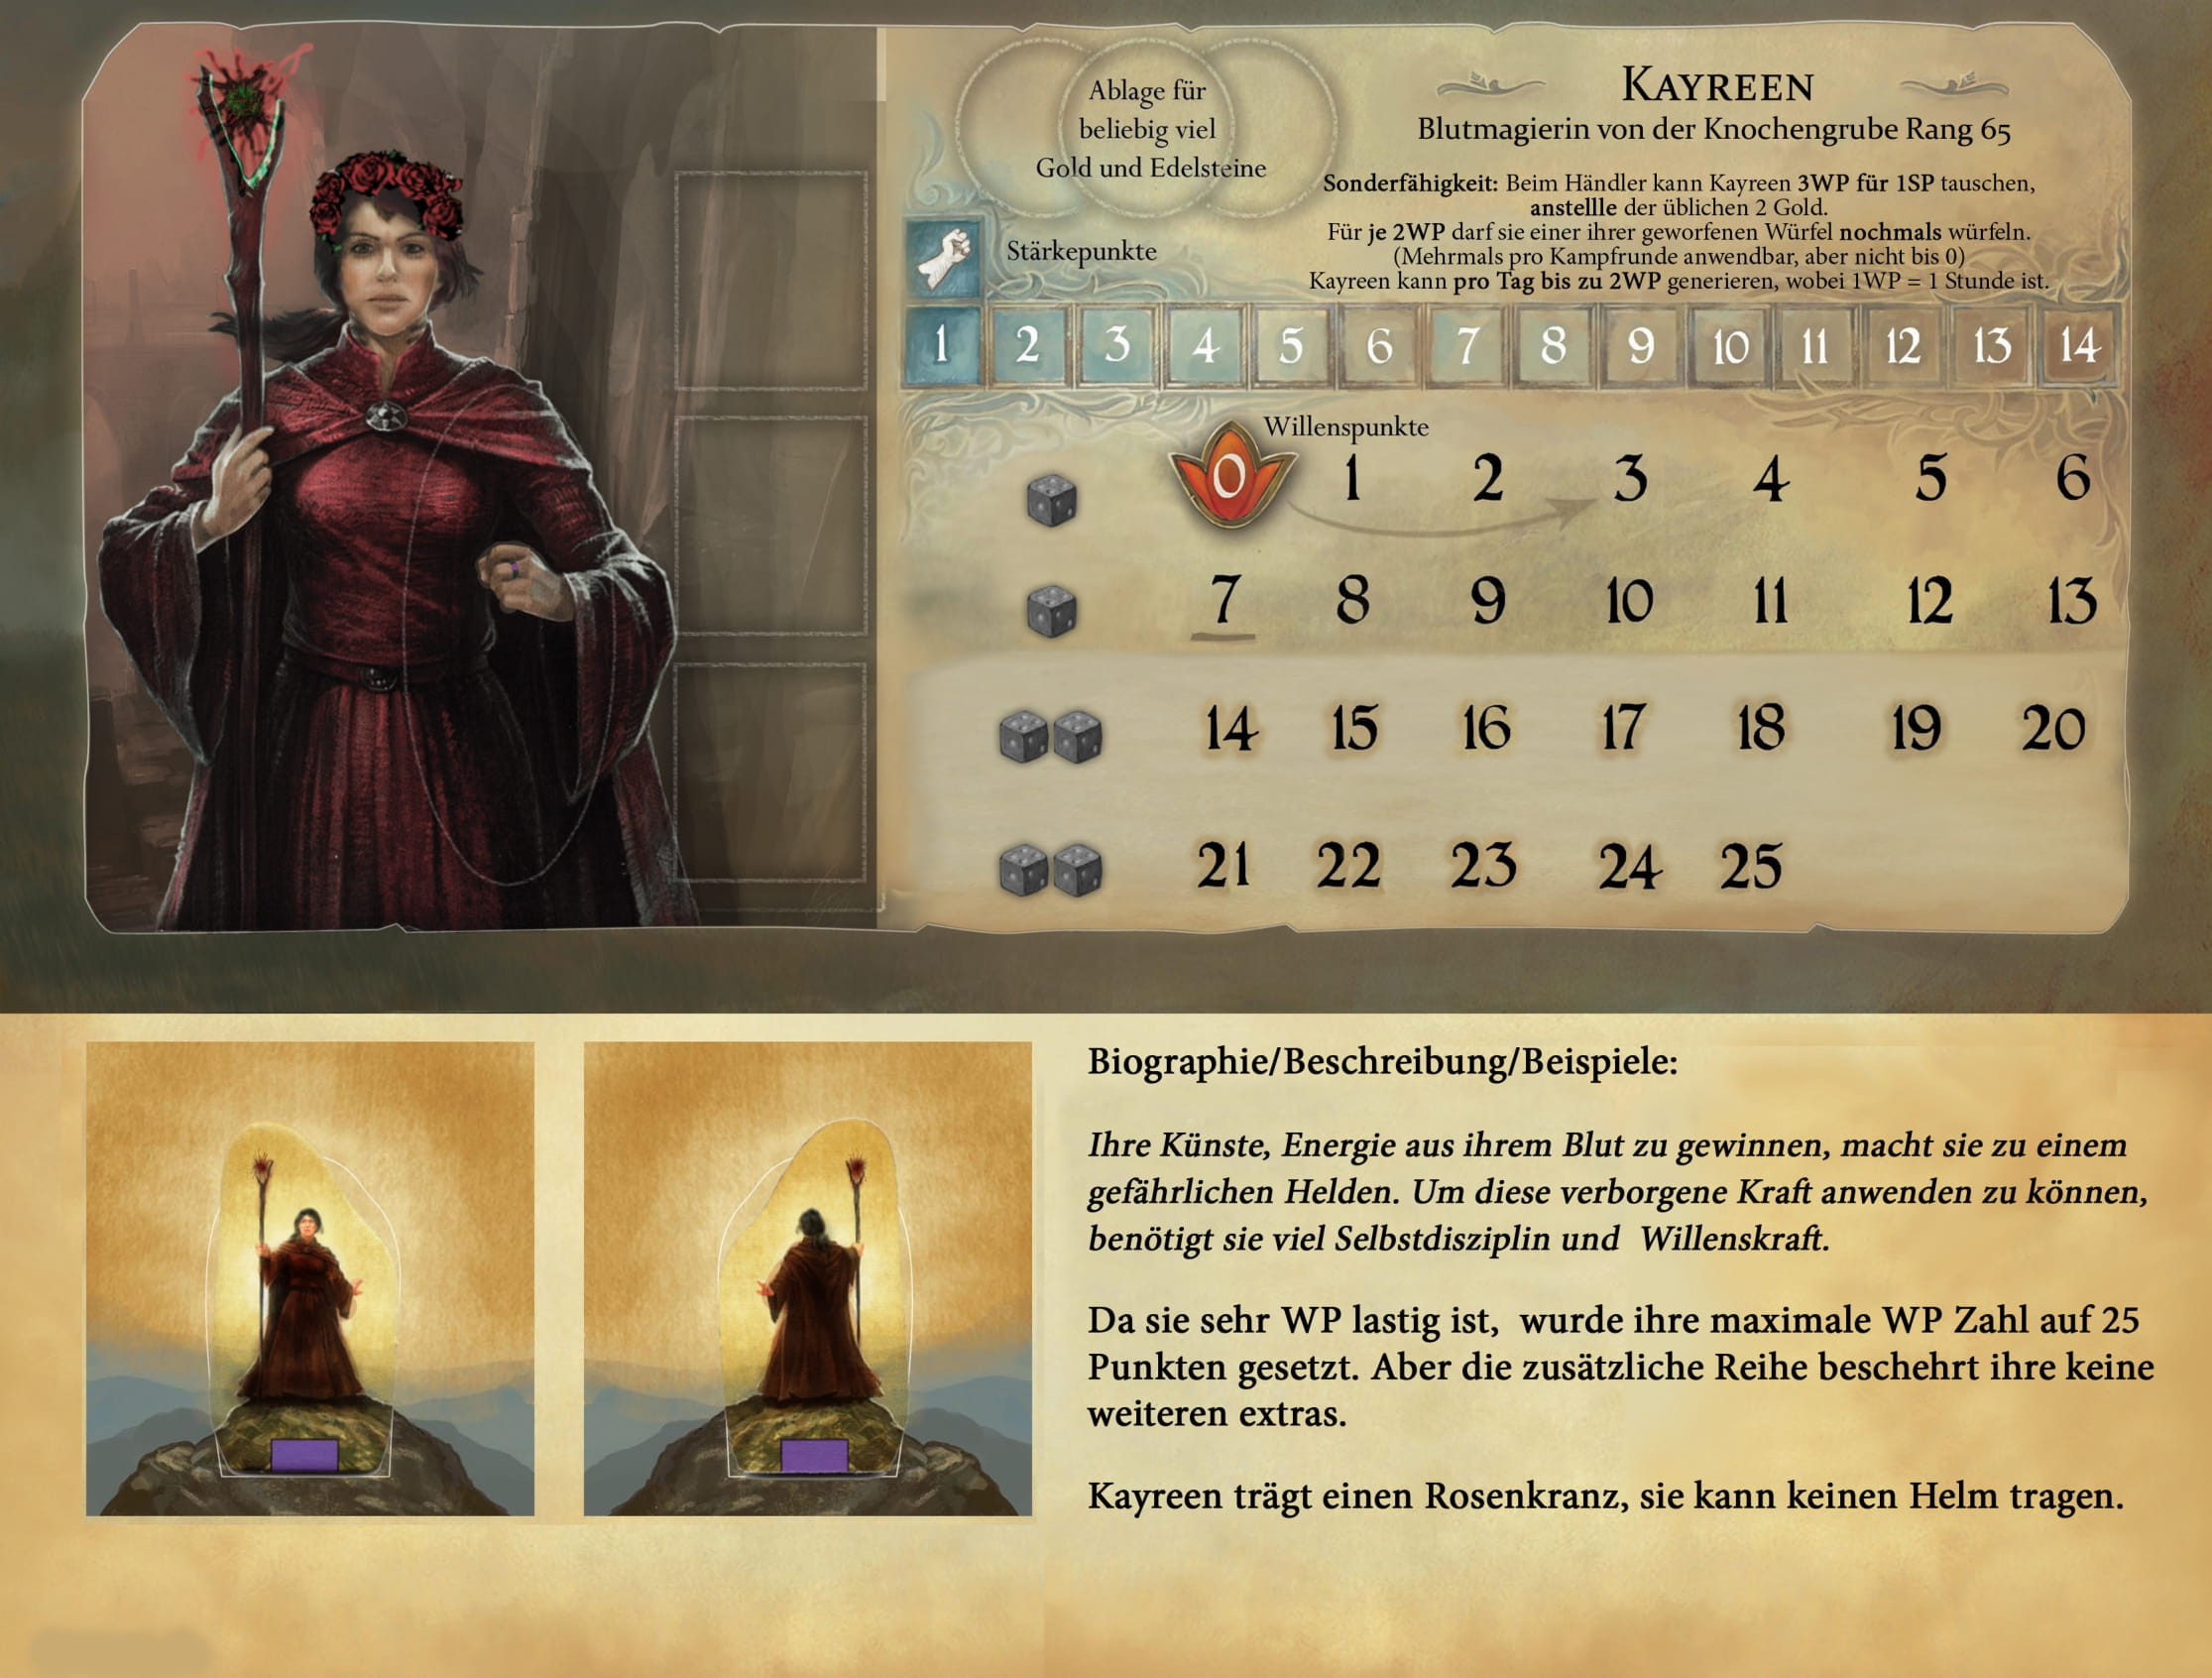 Ablage für
beliebig viel
Gold und Edelsteine
KAYREEN
Blutmagierin von der Knochengrube Rang 65
Sonderfähigkeit: Beim Händler kann Kayreen 3WP für 1SP tauschen,
anstellle der üblichen 2 Gold.
Für je 2WP darf sie einer ihrer geworfenen Würfel nochmals würfeln.
(Mehrmals pro Kampfrunde anwendbar, aber nicht bis 0)
Kayreen kann pro Tag bis zu 2WP generieren, wobei 1WP = 1 Stunde ist.
Stärkepunkte
1 2 3 4 5 6 7 8 9 10 11 12 13 14
Willenspunkte
0 1 2 3 4 5 6
7 8 9 10 11 12 13
14 15 16 17 18 19 20
21 22 23 24 25
Biographie/Beschreibung/Beispiele:
Ihre Künste, Energie aus ihrem Blut zu gewinnen, macht sie zu einem
gefährlichen Helden. Um diese verborgene Kraft anwenden zu können,
benötigt sie viel Selbstdisziplin und  Willenskraft.
Da sie sehr WP lastig ist,  wurde ihre maximale WP Zahl auf 25
Punkten gesetzt. Aber die zusätzliche Reihe beschehrt ihre keine
weiteren extras.
Kayreen trägt einen Rosenkranz, sie kann keinen Helm tragen.